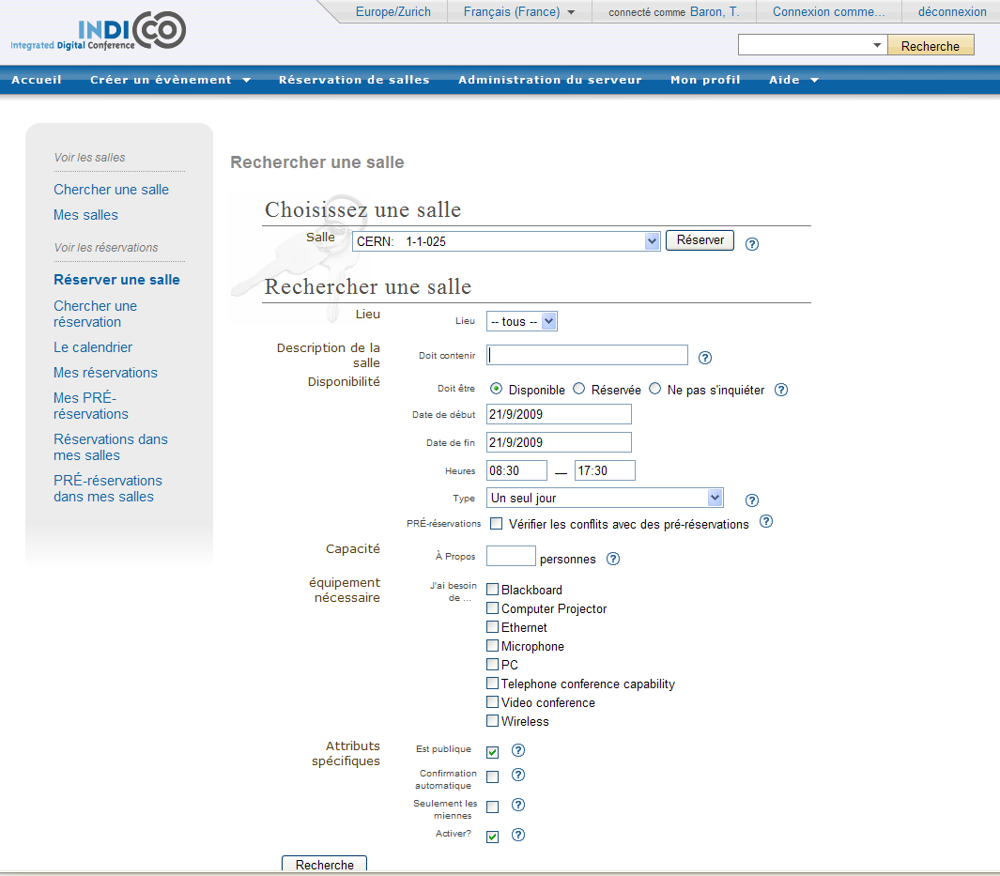 Europe/Zurich Français (France) connecté comme Baron, T. Connexion comme... déconnexion
INDICO
Integrated Digital Conference
Recherche
Accueil Créer un évènement Réservation de salles Administration du serveur Mon profil Aide
Voir les salles
Chercher une salle
Mes salles
Voir les réservations
Réserver une salle
Chercher une
réservation
Le calendrier
Mes réservations
Mes PRÉ-
réservations
Réservations dans
mes salles
PRÉ-réservations
dans mes salles
Rechercher une salle
Choisissez une salle
Salle CERN: 1-1-025 Réserver ?
Rechercher une salle
Lieu Lieu -- tous --
Description de la
salle Doit contenir ?
Disponibilité Doit être Disponible Réservée Ne pas s'inquiéter ?
Date de début 21/9/2009
Date de fin 21/9/2009
Heures 08:30 — 17:30
Type Un seul jour ?
PRÉ-réservations Vérifier les conflits avec des pré-réservations ?
Capacité À Propos personnes ?
équipement
nécessaire
J'ai besoin
de ...
Blackboard
Computer Projector
Ethernet
Microphone
PC
Telephone conference capability
Video conference
Wireless
Attributs
spécifiques
Est publique ?
Confirmation
automatique ?
Seulement les
miennes ?
Activer? ?
Recherche